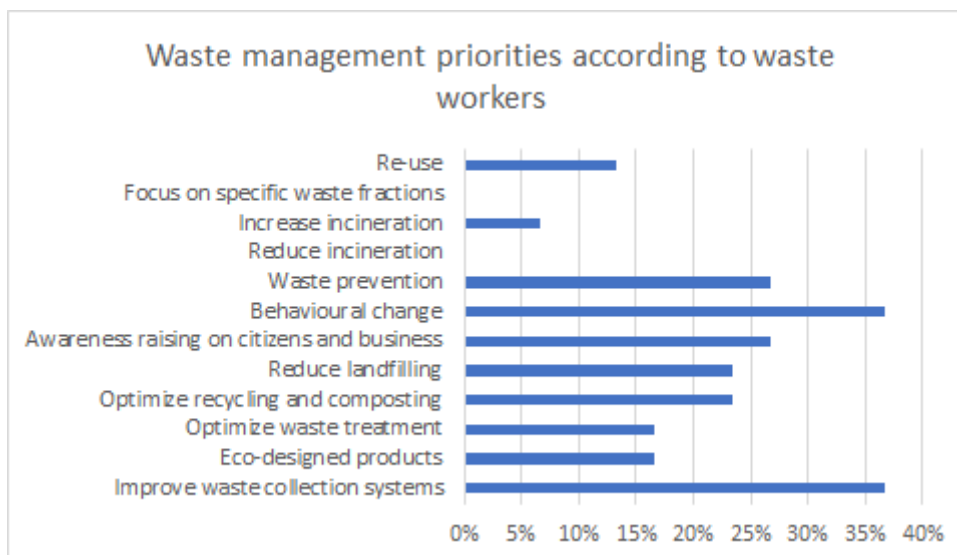 Waste management priorities according to waste
workers
Re-use
Focus on specific waste fractions
Increase incineration
Reduce incineration
Waste prevention
Behavioural change
Awareness raising on citizens and business
Reduce landfilling
Optimize recycling and composting
Optimize waste treatment
Eco-designed products
Improve waste collection systems
0% 5% 10% 15% 20% 25% 30% 35% 40%